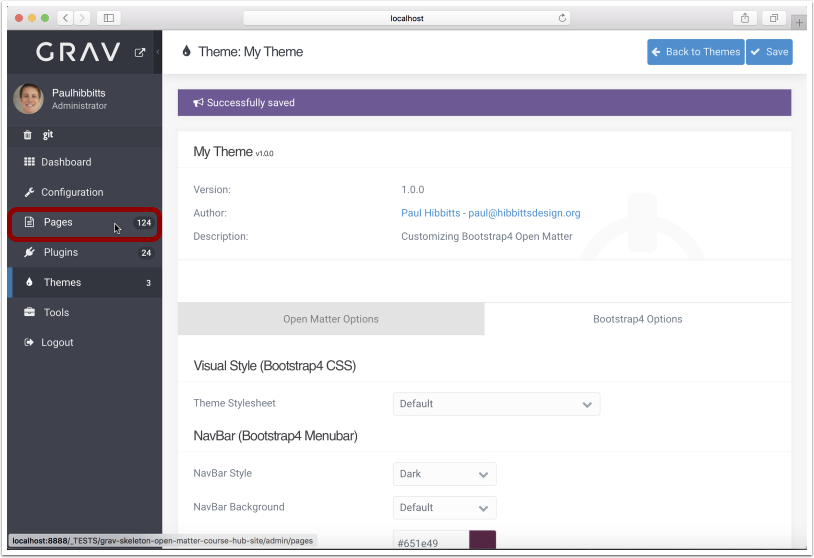 localhost
GRAV
Theme: My Theme
Back to Themes
Save
Paulhibbitts
Administrator
Successfully saved
git
My Theme v1.0.0
Dashboard
Configuration
Version: 1.0.0
Author: Paul Hibbitts - paul@hibbittsdesign.org
Pages 124
Description: Customizing Bootstrap4 Open Matter
Plugins 24
Themes 3
Tools
Open Matter Options
Bootstrap4 Options
Logout
Visual Style (Bootstrap4 CSS)
Theme Stylesheet Default
NavBar (Bootstrap4 Menubar)
NavBar Style Dark
NavBar Background Default
#651e49
localhost:8888/_TESTS/grav-skeleton-open-matter-course-hub-site/admin/pages